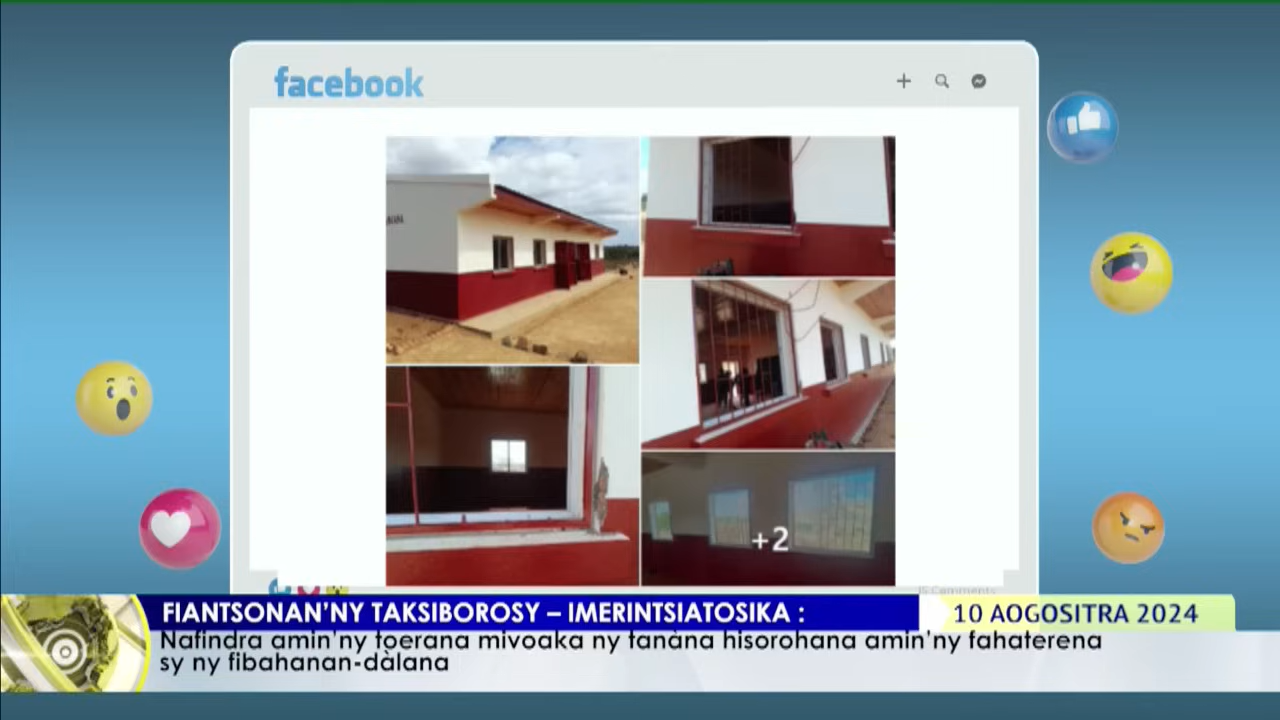 facebook
+2
FIANTSONAN'NY TAKSIBOROSY – IMERINTSIATOSIKA :
10 AOGOSITRA 2024
Nafindra amin'ny toerana mivoaka ny tanàna hisorohana amin'ny fahaterena
sy ny fibahanan-dàlana